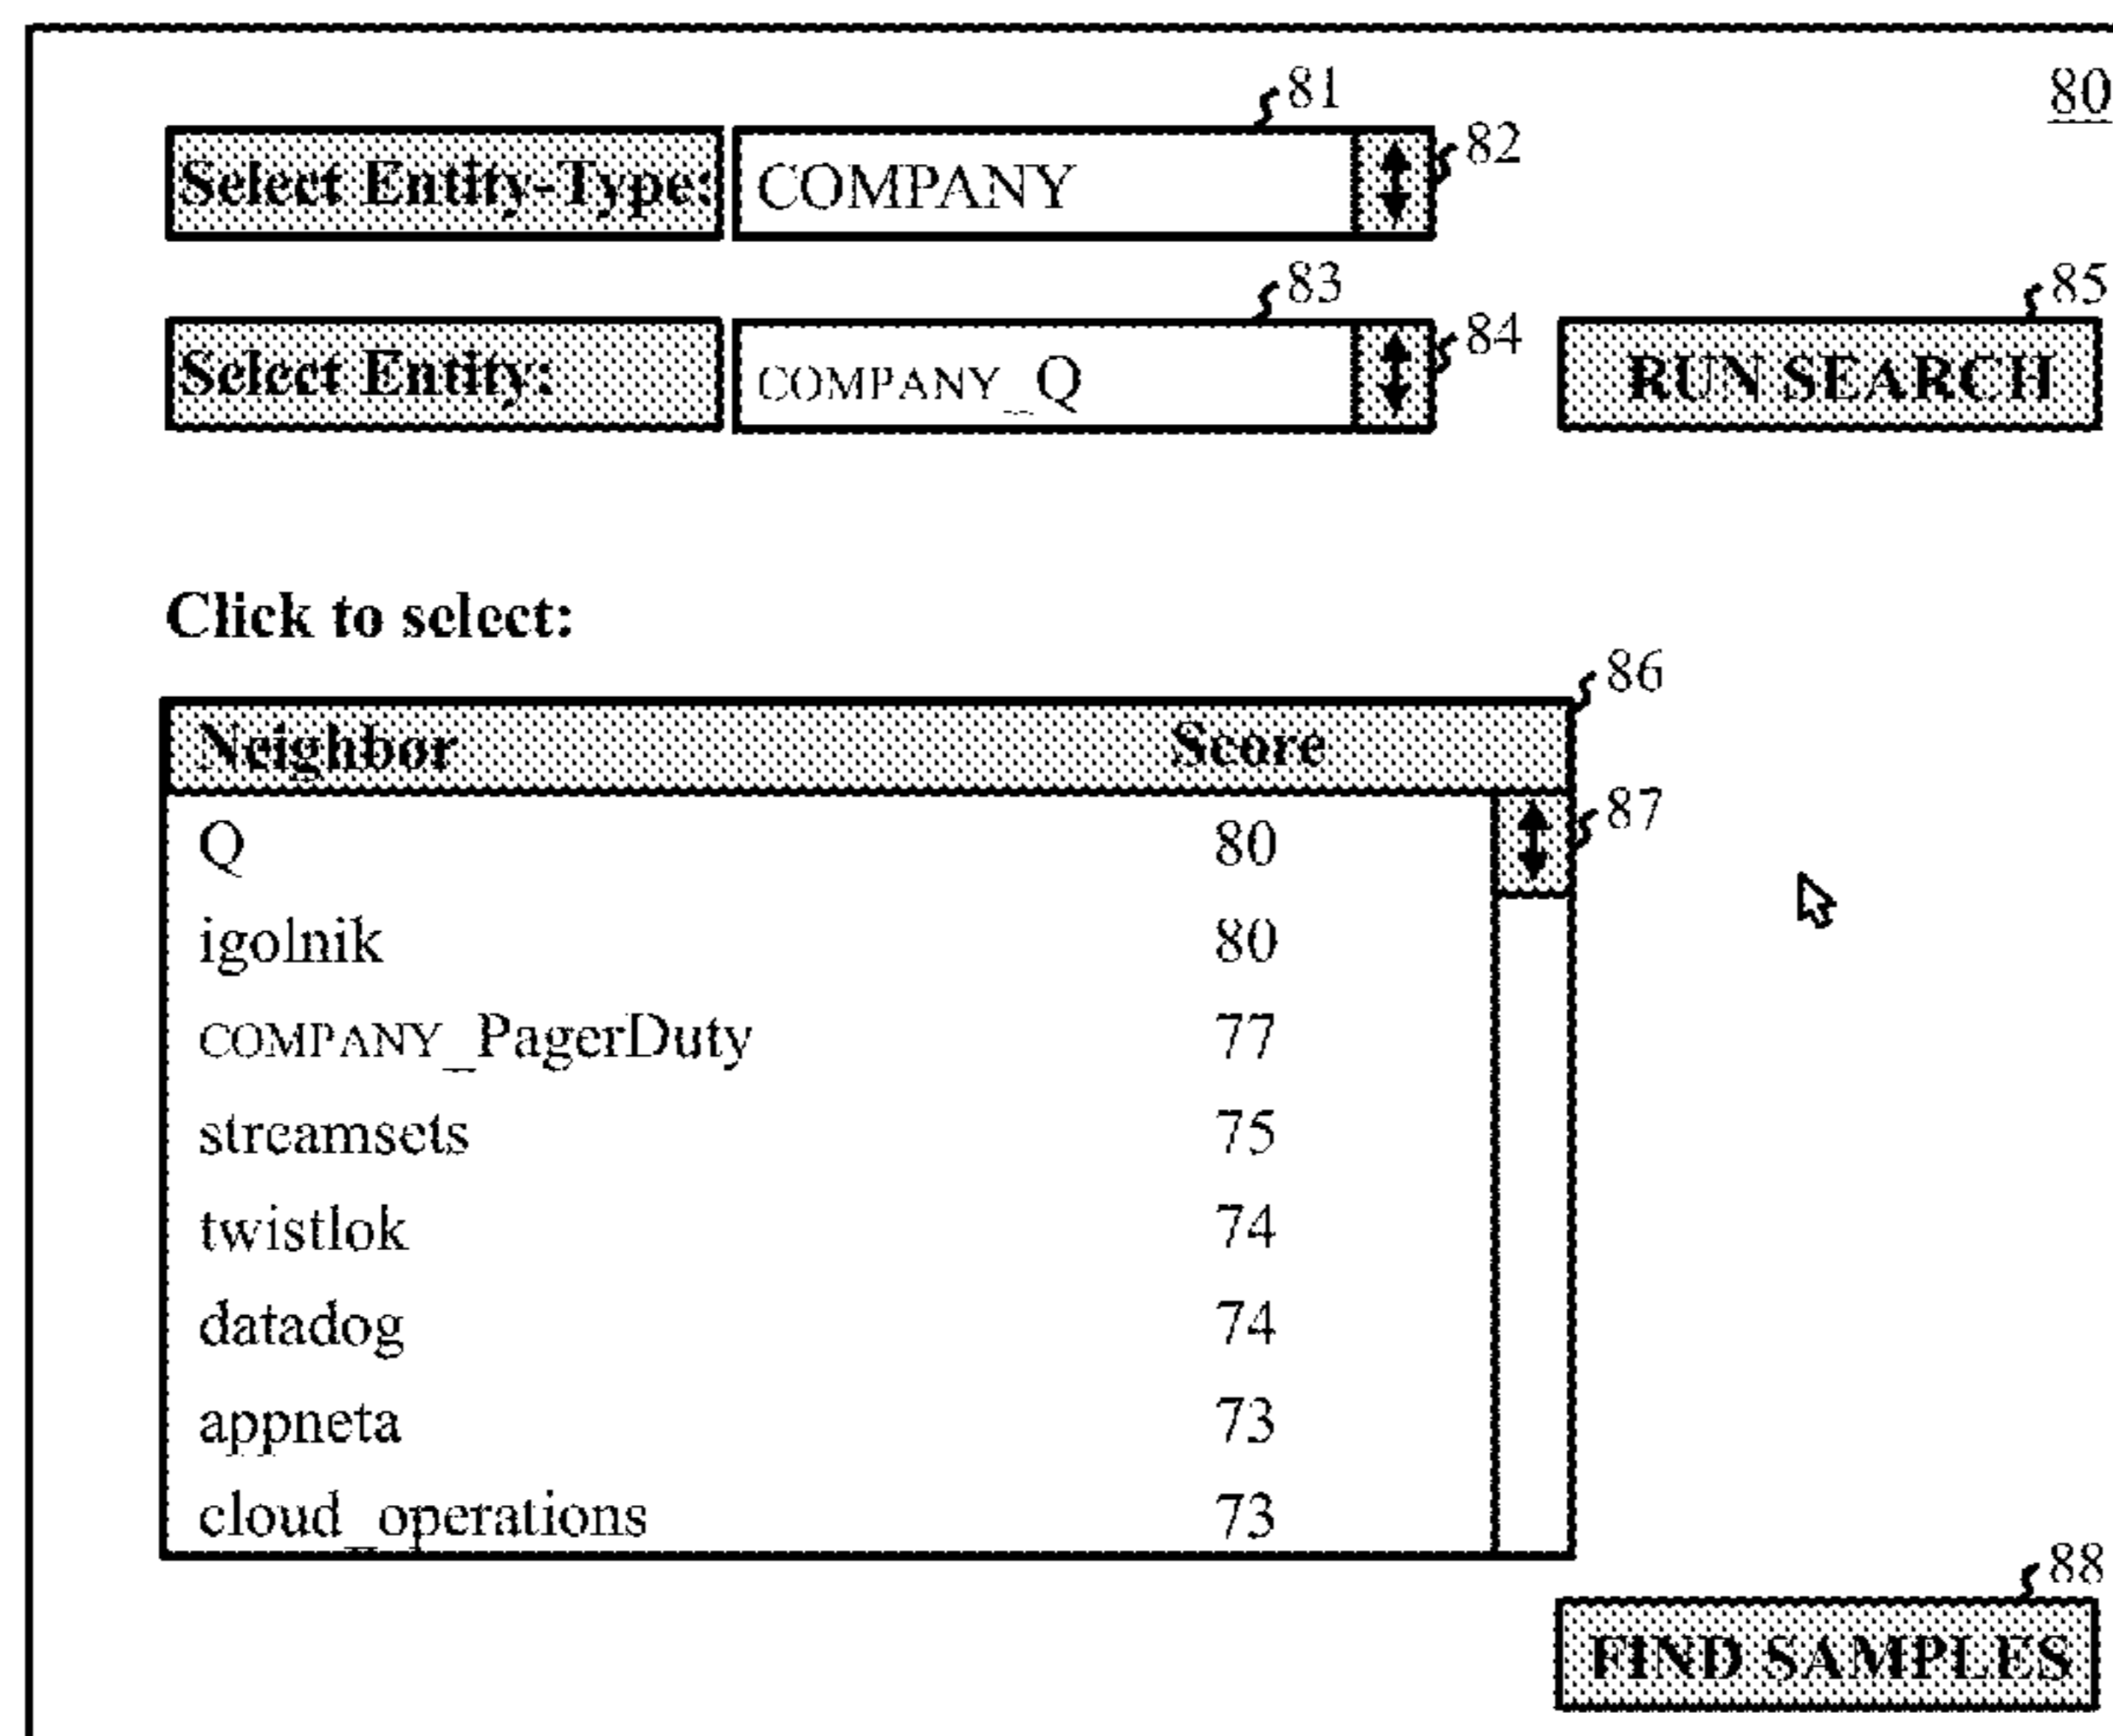 81
80
Select Entity-Type: COMPANY 82
83
85
Select Entity: COMPANY_Q 84 RUN SEARCH
Click to select:
86
Neighbor Score
87
Q 80
igolnik 80
COMPANY_PagerDuty 77
streamsets 75
twistlok 74
datadog 74
appneta 73
cloud_operations 73
88
FIND SAMPLES